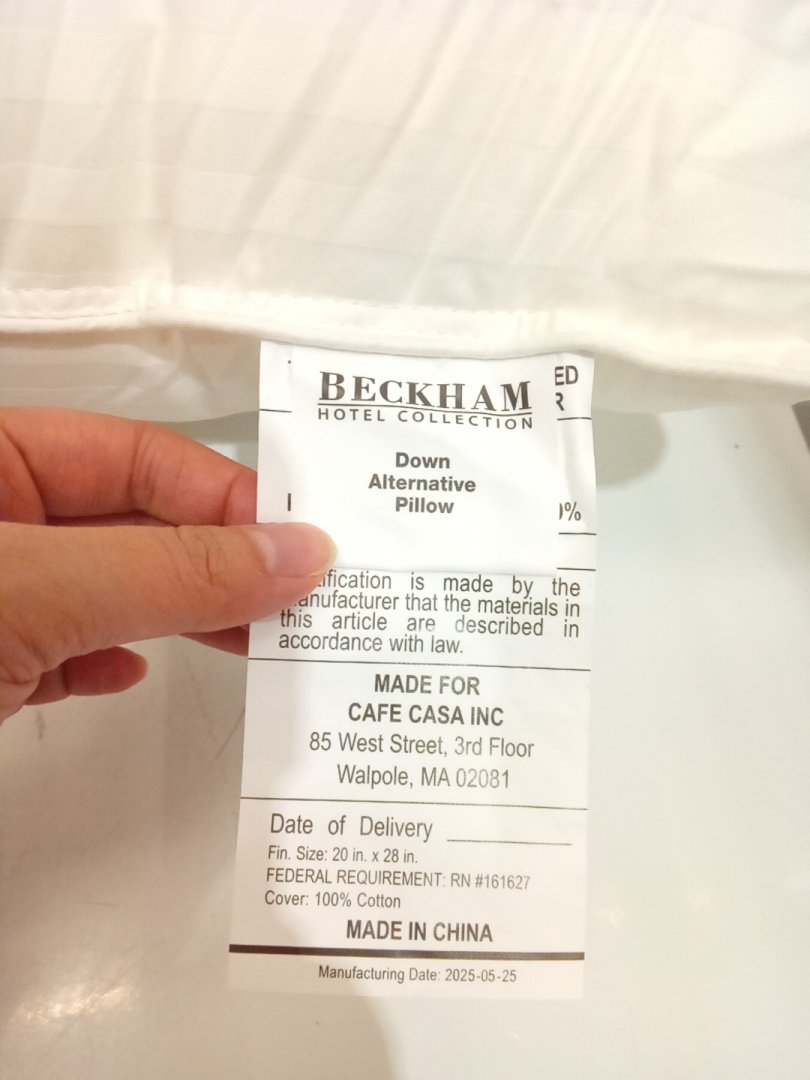 BECKHAM
HOTEL COLLECTION
Down
Alternative
Pillow
ED
R
%
is made by the
manufacturer that the materials in
this article are described in
accordance with law.
MADE FOR
CAFE CASA INC
85 West Street, 3rd Floor
Walpole, MA 02081
Date of Delivery
Fin. Size: 20 in. x 28 in.
FEDERAL REQUIREMENT: RN #161627
Cover: 100% Cotton
MADE IN CHINA
Manufacturing Date: 2025-05-25